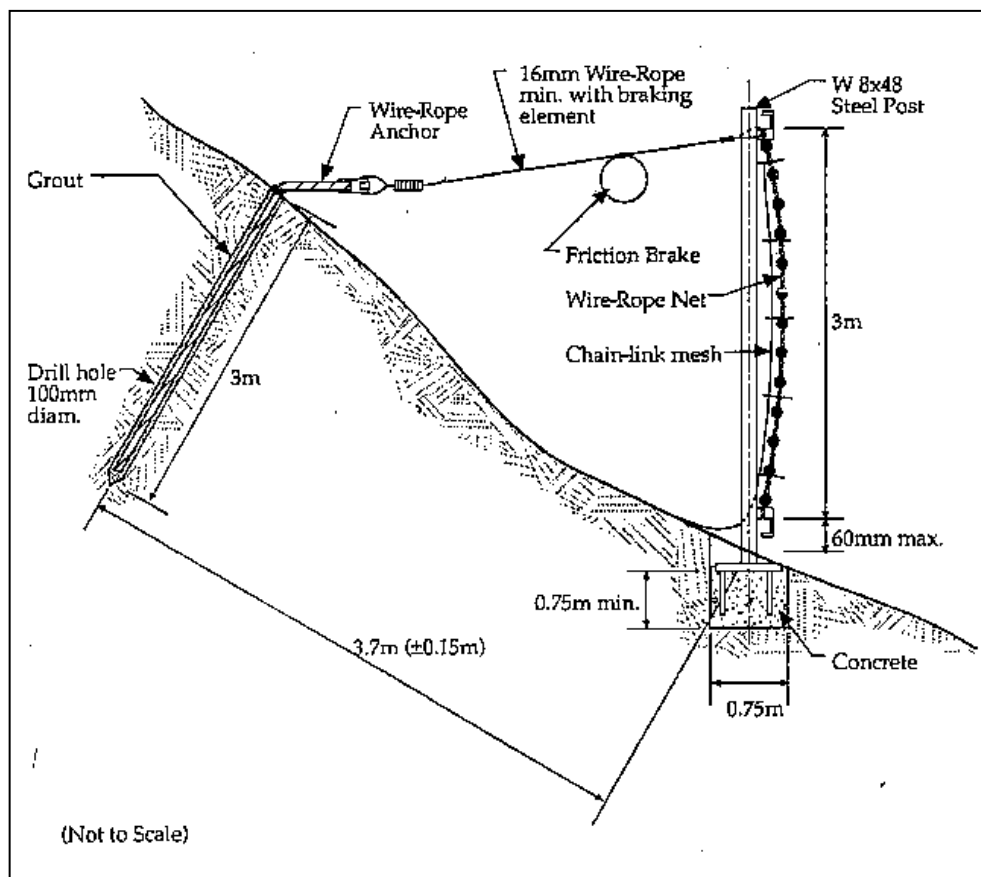 16mm Wire-Rope
min. with braking
element
W 8x48
Steel Post
Wire-Rope
Anchor
Grout
Friction Brake
Wire-Rope Net
3m
Chain-link mesh
Drill hole
100mm
diam.
3m
60mm max.
0.75m min.
3.7m (±0.15m)
Concrete
0.75m
(Not to Scale)